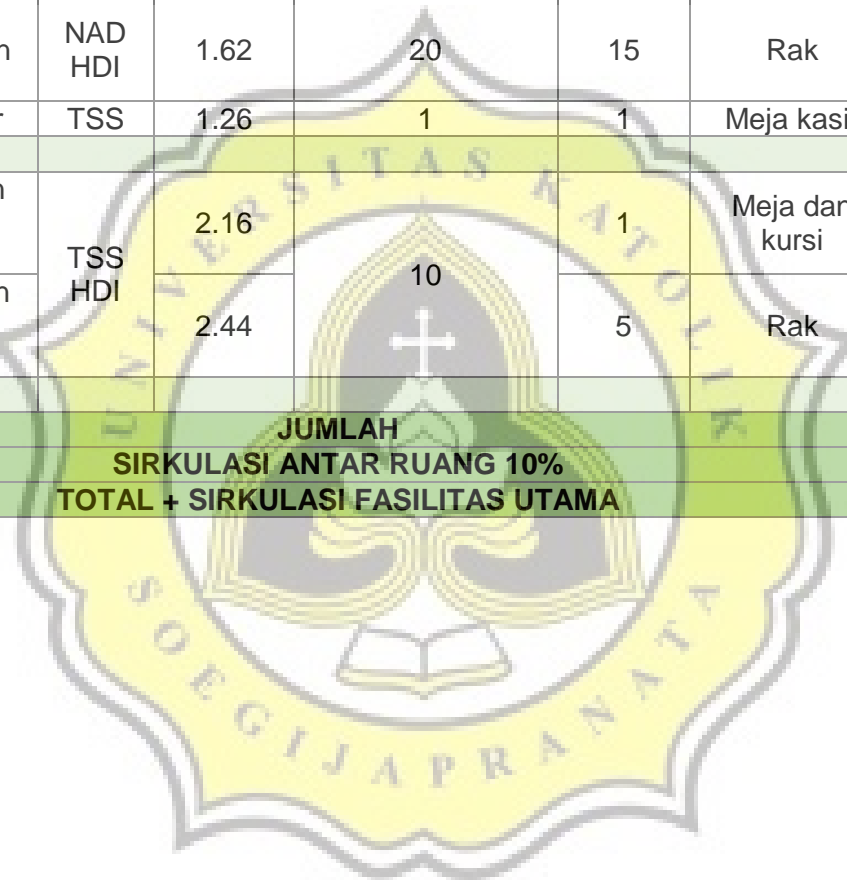 n NAD HDI 1.62 20 15 Rak
r TSS 1.26 1 1 Meja kasi
n TSS HDI 2.16 10 1 Meja dan kursi
n 2.44 5 Rak
JUMLAH
SIRKULASI ANTAR RUANG 10%
TOTAL + SIRKULASI FASILITAS UTAMA
UNIVERSITAS KATOLIK
SOEGIJAPRANATA